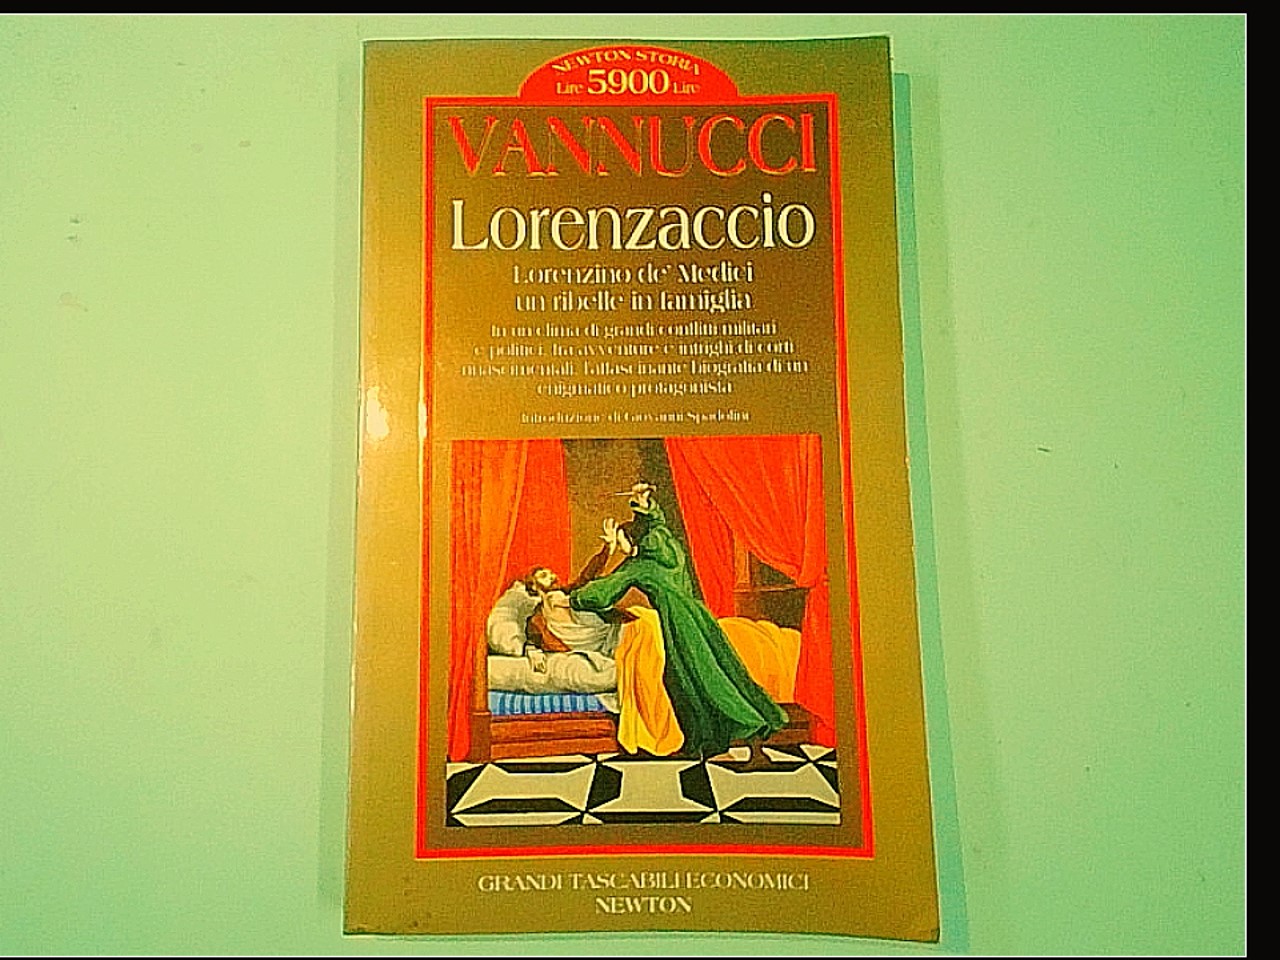 NEWTON STORIA
Lire 5900 Lire
VANNUCCI
Lorenzaccio
Lorenzino de' Medici
un ribelle in famiglia
In un clima di grandi conflitti militari
e politici, fra avventure e intrighi di corti
rinascimentali, l'affascinante biografia di un
enigmatico protagonista
Introduzione di Giovanni Spadolini
GRANDI TASCABILI ECONOMICI
NEWTON